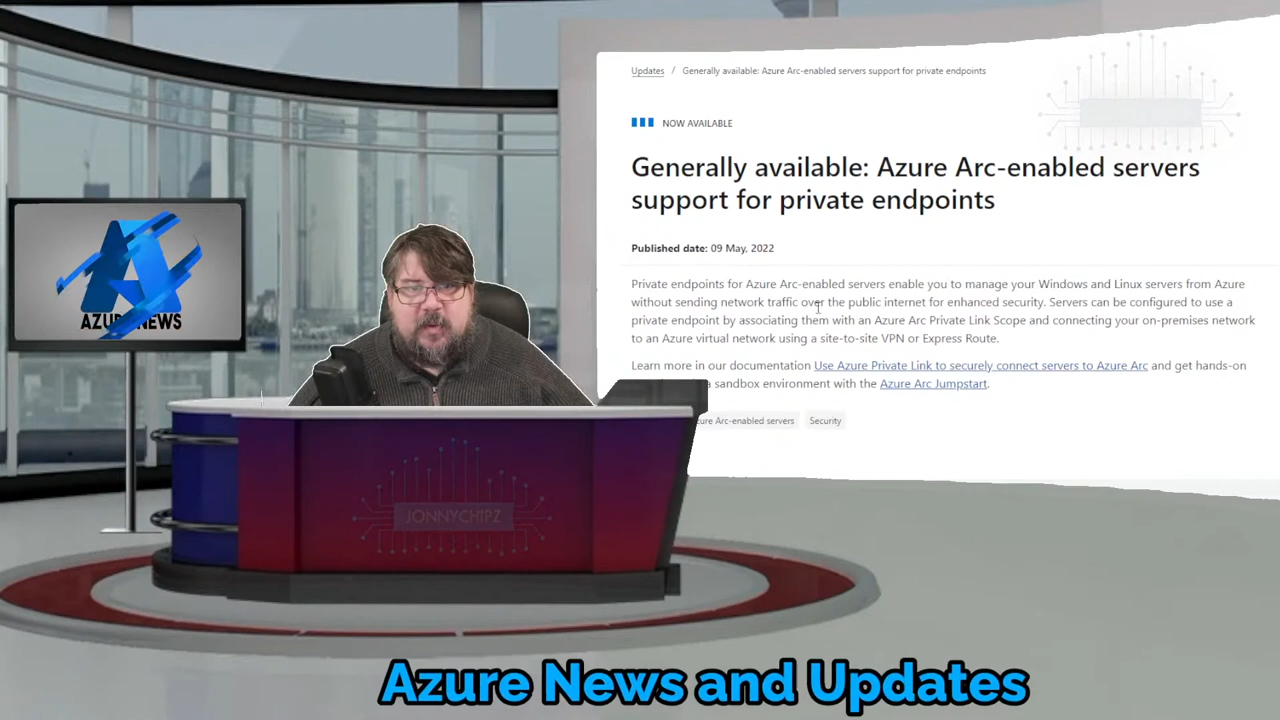 Updates / Generally available: Azure Arc-enabled servers support for private endpoints
NOW AVAILABLE
Generally available: Azure Arc-enabled servers
support for private endpoints
Published date: 09 May, 2022
Private endpoints for Azure Arc-enabled servers enable you to manage your Windows and Linux servers from Azure
without sending network traffic over the public internet for enhanced security. Servers can be configured to use a
private endpoint by associating them with an Azure Arc Private Link Scope and connecting your on-premises network
to an Azure virtual network using a site-to-site VPN or Express Route.
Learn more in our documentation Use Azure Private Link to securely connect servers to Azure Arc and get hands-on
a sandbox environment with the Azure Arc Jumpstart.
Arc-enabled servers Security
AZURE NEWS
JONNYCHIPZ
Azure News and Updates